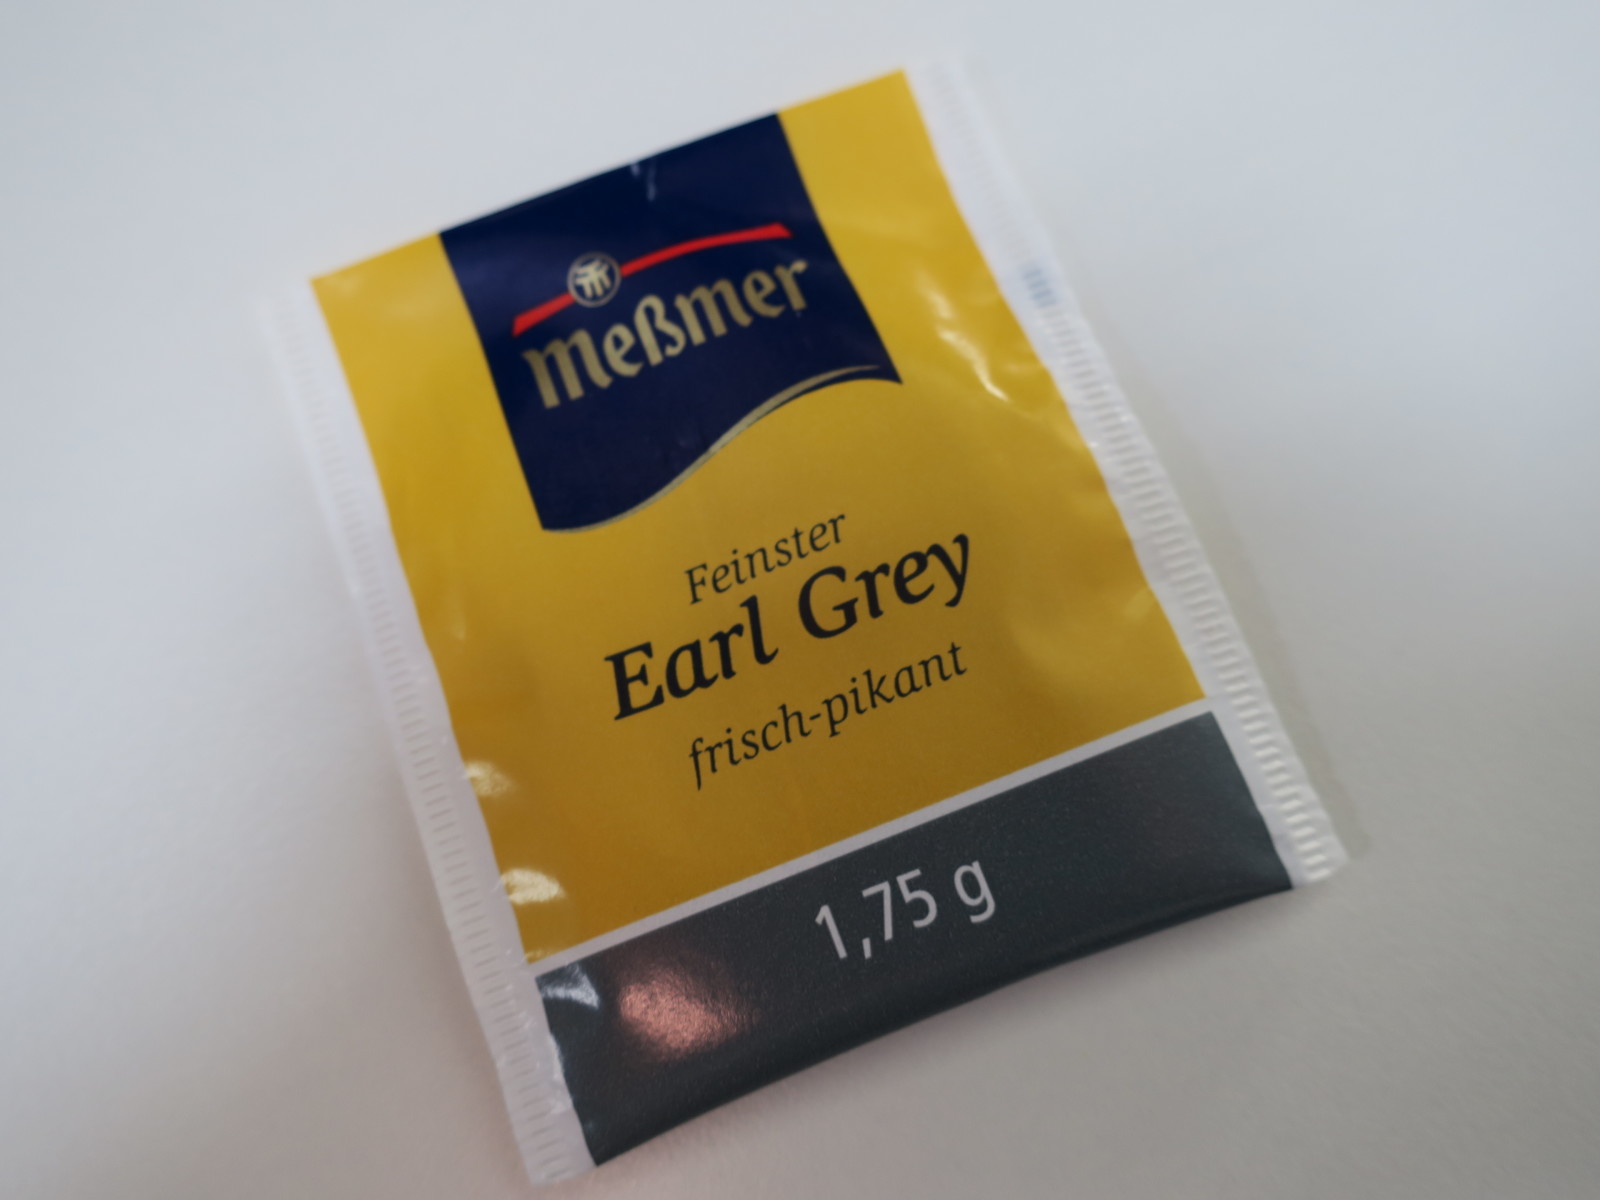 Meßmer
Feinster
Earl Grey
frisch-pikant
1,75 g